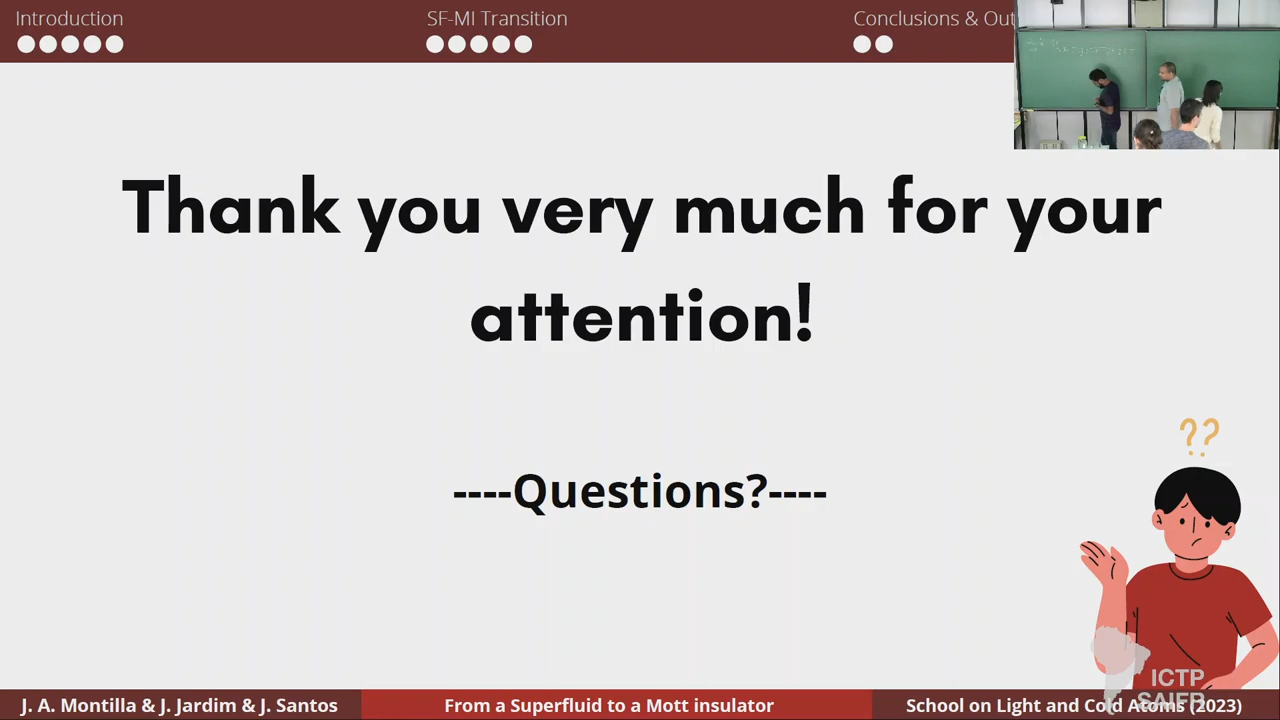 Introduction
SF-MI Transition
Conclusions & Out
Thank you very much for your
attention!
----Questions?----
??
ICTP
SAIFR
J. A. Montilla & J. Jardim & J. Santos
From a Superfluid to a Mott insulator
School on Light and Cold Atoms (2023)